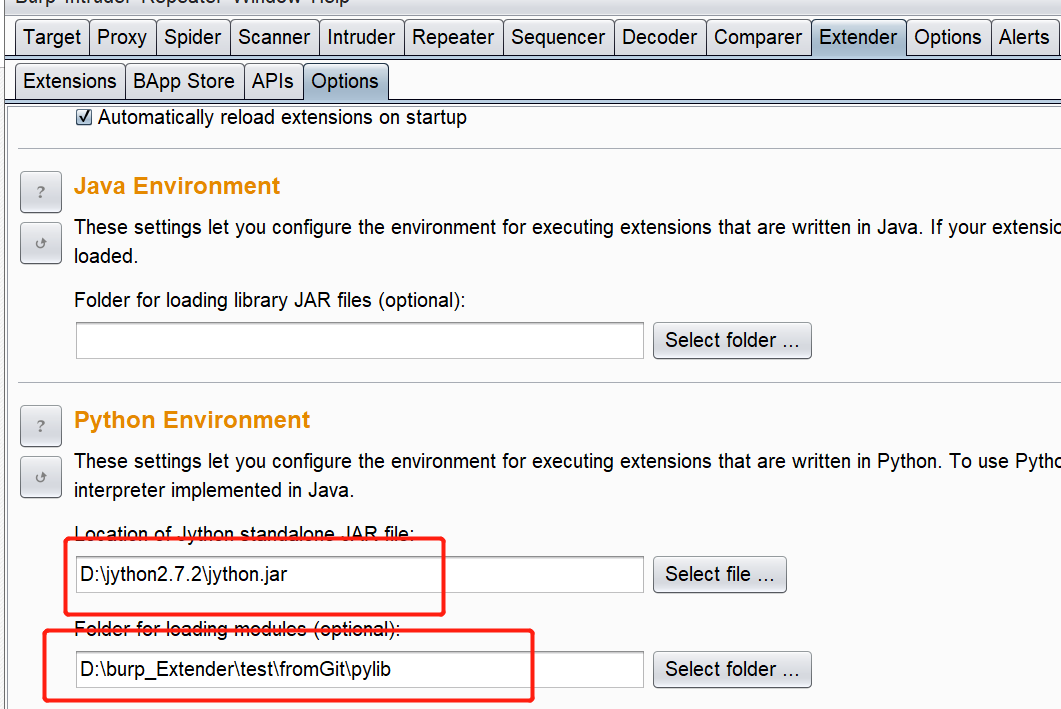 Burp Intruder Repeater Window Help
Target Proxy Spider Scanner Intruder Repeater Sequencer Decoder Comparer Extender Options Alerts
Extensions BApp Store APIs Options
Automatically reload extensions on startup
? Java Environment
These settings let you configure the environment for executing extensions that are written in Java. If your extensio
loaded.
Folder for loading library JAR files (optional):
Select folder ...
? Python Environment
These settings let you configure the environment for executing extensions that are written in Python. To use Pytho
interpreter implemented in Java.
Location of Jython standalone JAR file:
D:\jython2.7.2\jython.jar Select file ...
Folder for loading modules (optional):
D:\burp_Extender\test\fromGit\pylib Select folder ...